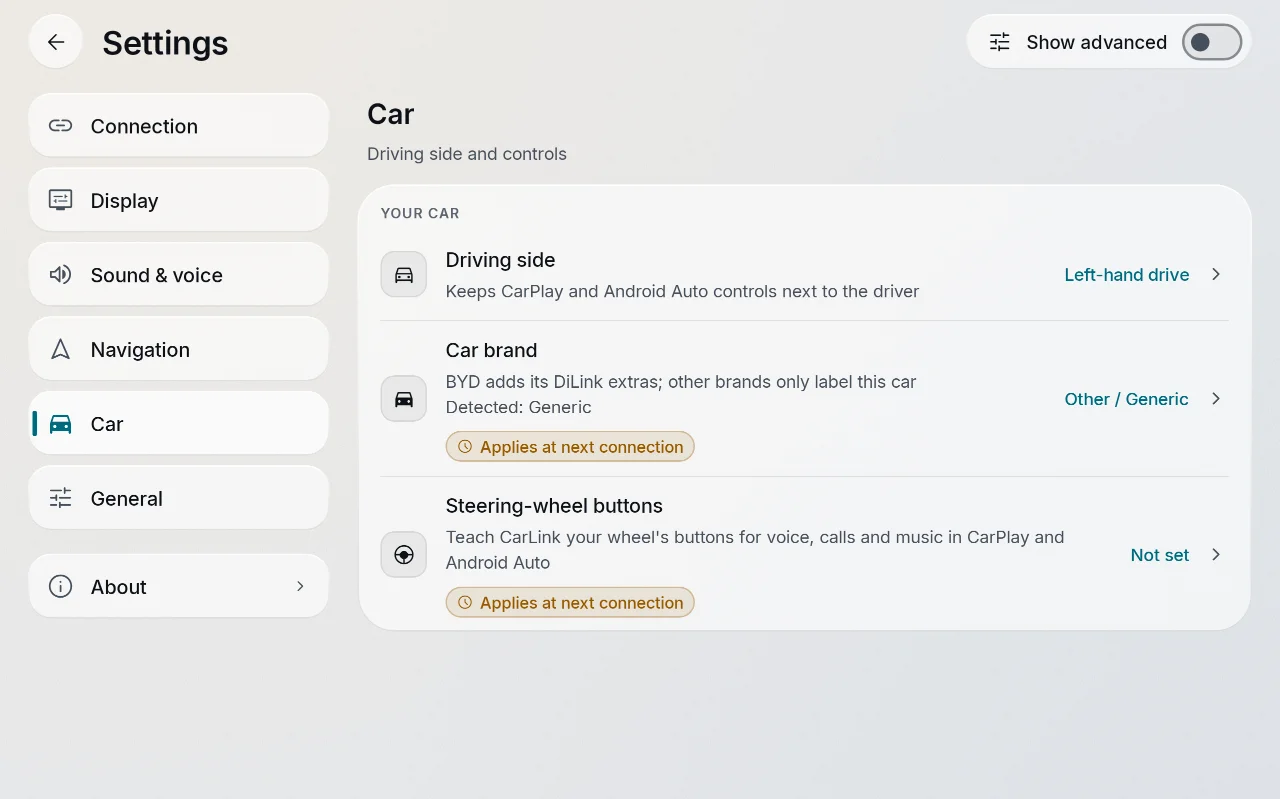 Settings
Show advanced
Connection
Display
Sound & voice
Navigation
Car
General
About
Car
Driving side and controls
YOUR CAR
Driving side
Keeps CarPlay and Android Auto controls next to the driver
Left-hand drive
Car brand
BYD adds its DiLink extras; other brands only label this car
Detected: Generic
Other / Generic
Applies at next connection
Steering-wheel buttons
Teach CarLink your wheel's buttons for voice, calls and music in CarPlay and
Android Auto
Not set
Applies at next connection